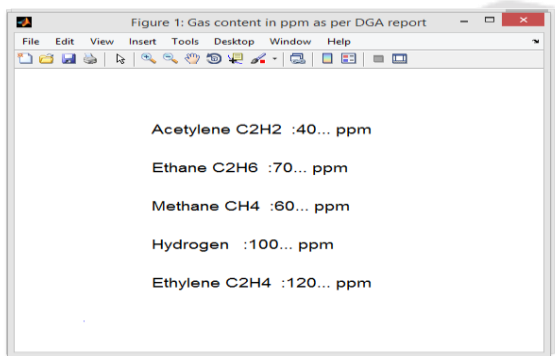 Figure 1: Gas content in ppm as per DGA report
File Edit View Insert Tools Desktop Window Help
Acetylene C2H2 :40... ppm
Ethane C2H6 :70... ppm
Methane CH4 :60... ppm
Hydrogen :100... ppm
Ethylene C2H4 :120... ppm